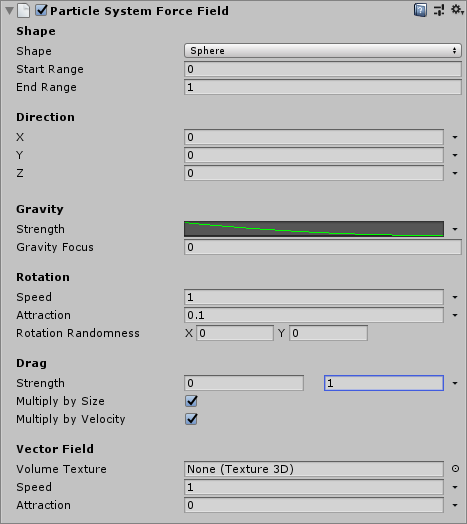 Particle System Force Field
Shape
Shape Sphere
Start Range 0
End Range 1
Direction
X 0
Y 0
Z 0
Gravity
Strength
Gravity Focus 0
Rotation
Speed 1
Attraction 0.1
Rotation Randomness X 0 Y 0
Drag
Strength 0 1
Multiply by Size
Multiply by Velocity
Vector Field
Volume Texture None (Texture 3D)
Speed 1
Attraction 0